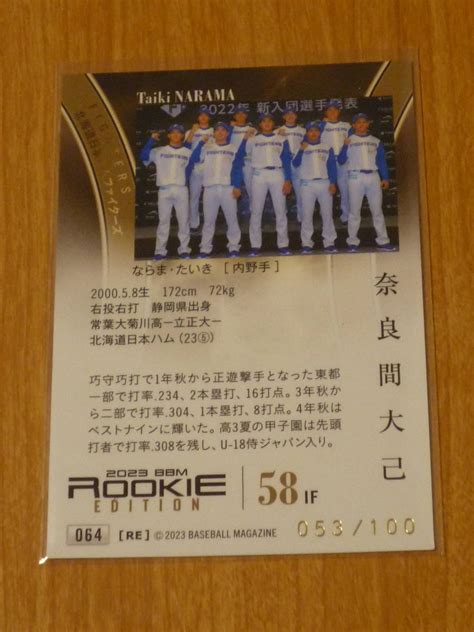 Taiki NARAMA
2022年 新入団選手発表
FIGHTERS
ファイターズ
ならま・たいき [内野手]
2000.5.8生 172cm 72kg
右投右打 静岡県出身
常葉大菊川高―立正大―
北海道日本ハム (23⑤)
奈良間大己
巧守巧打で1年秋から正遊撃手となった東都
一部で打率.234、2本塁打、16打点。3年秋か
ら二部で打率.304、1本塁打、8打点。4年秋は
ベストナインに輝いた。高3夏の甲子園は先頭
打者で打率.308を残し、U-18侍ジャパン入り。
2023 BBM
ROOKIE
EDITION
58 IF
064 [RE] ©2023 BASEBALL MAGAZINE
053/100